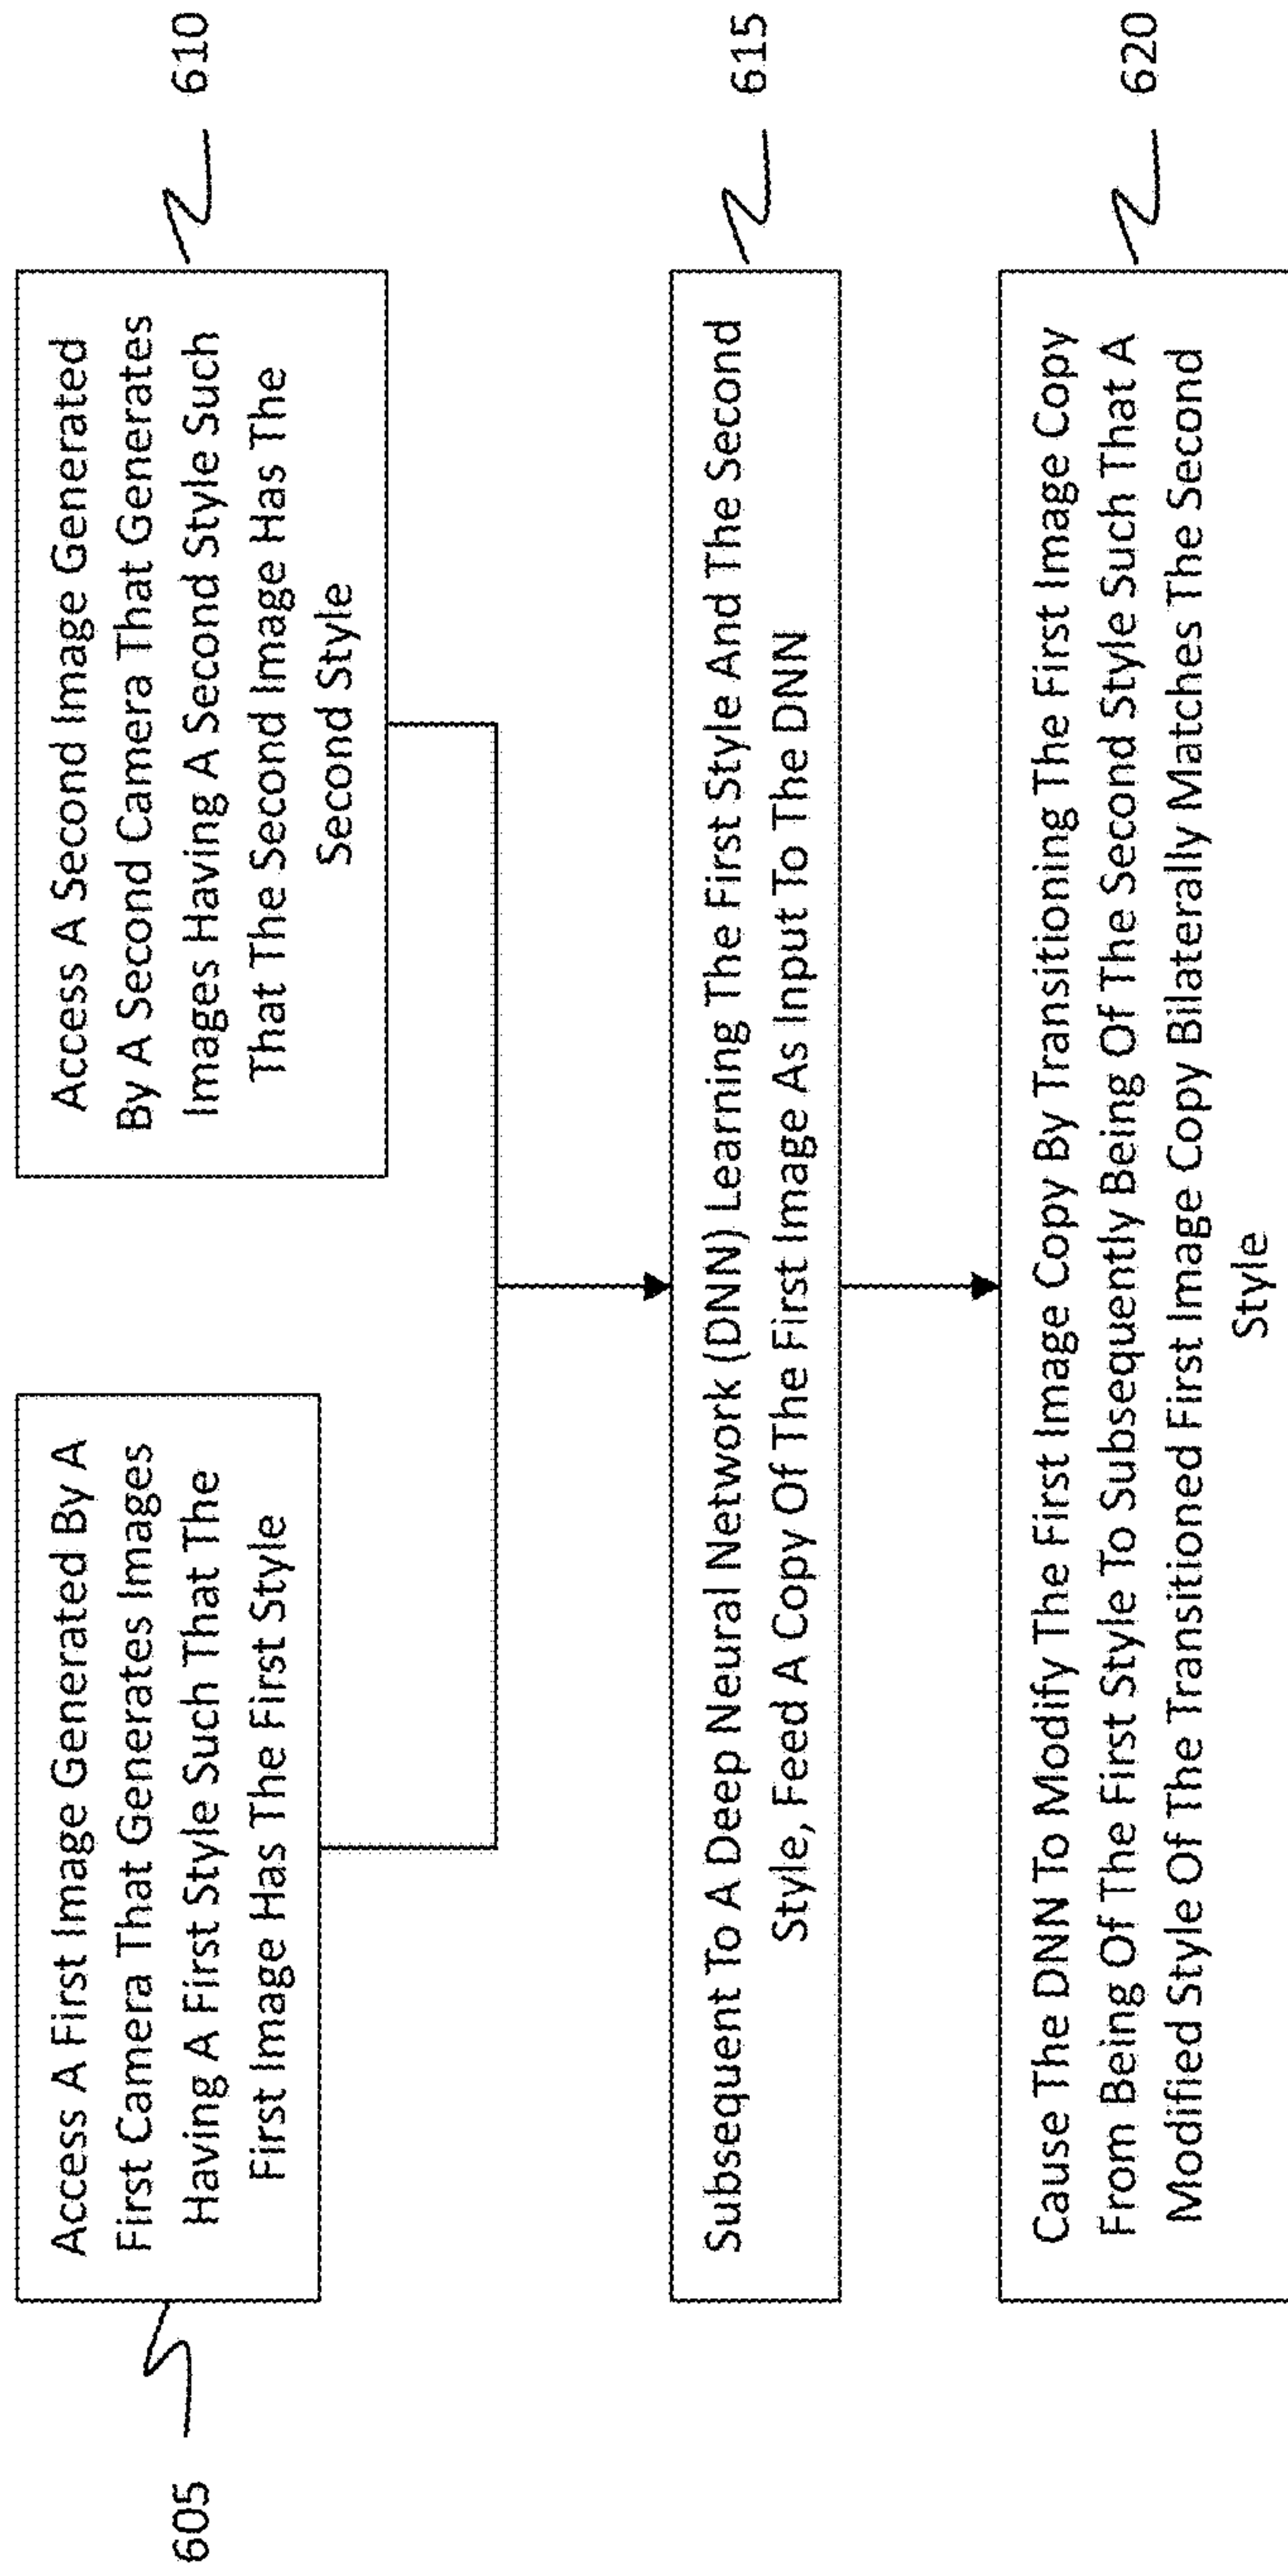 605
Access A First Image Generated By A
First Camera That Generates Images
Having A First Style Such That The
First Image Has The First Style
Access A Second Image Generated
By A Second Camera That Generates
Images Having A Second Style Such
That The Second Image Has The
Second Style
610
Subsequent To A Deep Neural Network (DNN) Learning The First Style And The Second
Style, Feed A Copy Of The First Image As Input To The DNN
615
Cause The DNN To Modify The First Image Copy By Transitioning The First Image Copy
From Being Of The First Style To Subsequently Being Of The Second Style Such That A
Modified Style Of The Transitioned First Image Copy Bilaterally Matches The Second
Style
620